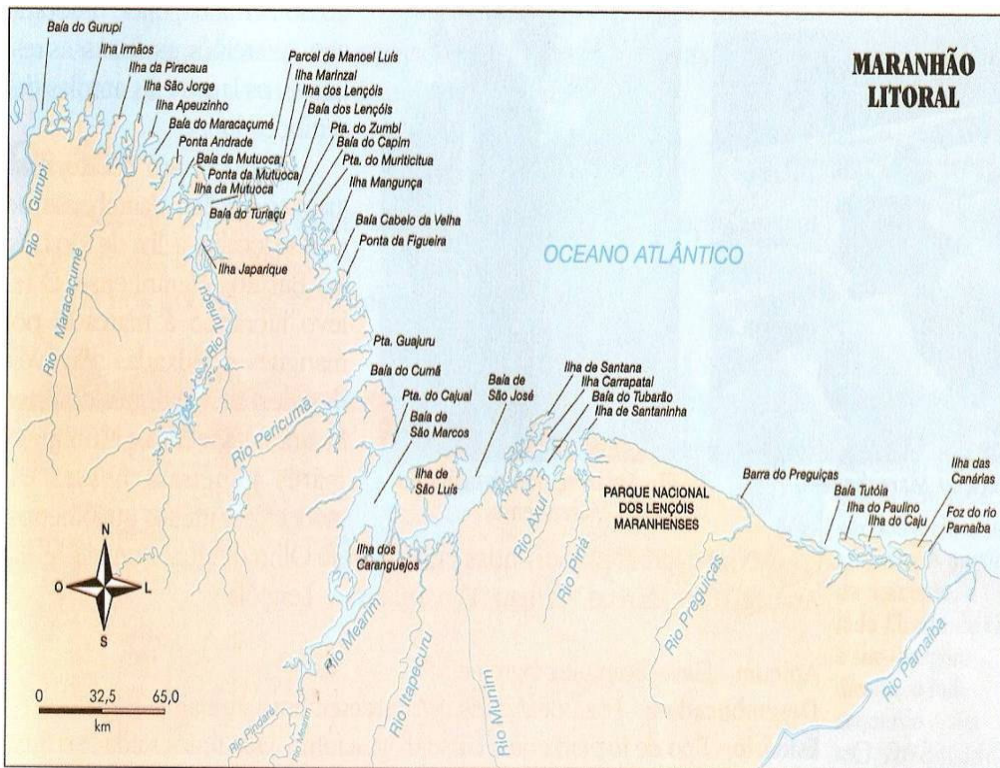 MARANHÃO
LITORAL
Baía do Gurupi
Ilha Irmãos
Ilha da Piracaua
Ilha São Jorge
Ilha Apeuzinho
Baía do Maracaçumé
Ponta Andrade
Baía da Mutuoca
Ponta da Mutuoca
Ilha da Mutuoca
Baía do Turiaçu
Ilha Japarique
Parcel de Manoel Luís
Ilha Marinzal
Ilha dos Lençóis
Baía dos Lençóis
Pta. do Zumbi
Baía do Capim
Pta. do Muriticitua
Ilha Mangunça
Baía Cabelo da Velha
Ponta da Figueira
OCEANO ATLÂNTICO
Rio Gurupi
Rio Maracaçumé
Rio Turiaçu
Rio Pericumã
Pta. Guajuru
Baía do Cumã
Pta. do Cajual
Baía de
São Marcos
Ilha de
São Luís
Baía de
São José
Ilha de Santana
Ilha Carrapatal
Baía do Tubarão
Ilha de Santaninha
PARQUE NACIONAL
DOS LENÇÓIS
MARANHENSES
Barra do Preguiças
Baía Tutóia
Ilha do Paulino
Ilha do Caju
Ilha das
Canárias
Foz do rio
Parnaíba
Ilha dos
Caranguejos
Rio Mearim
Rio Pindaré
Rio Mearim
Rio Itapecuru
Rio Munim
Rio Axuí
Rio Piriá
Rio Preguiças
Rio Parnaíba
N
O
L
S
0 32,5 65,0
km